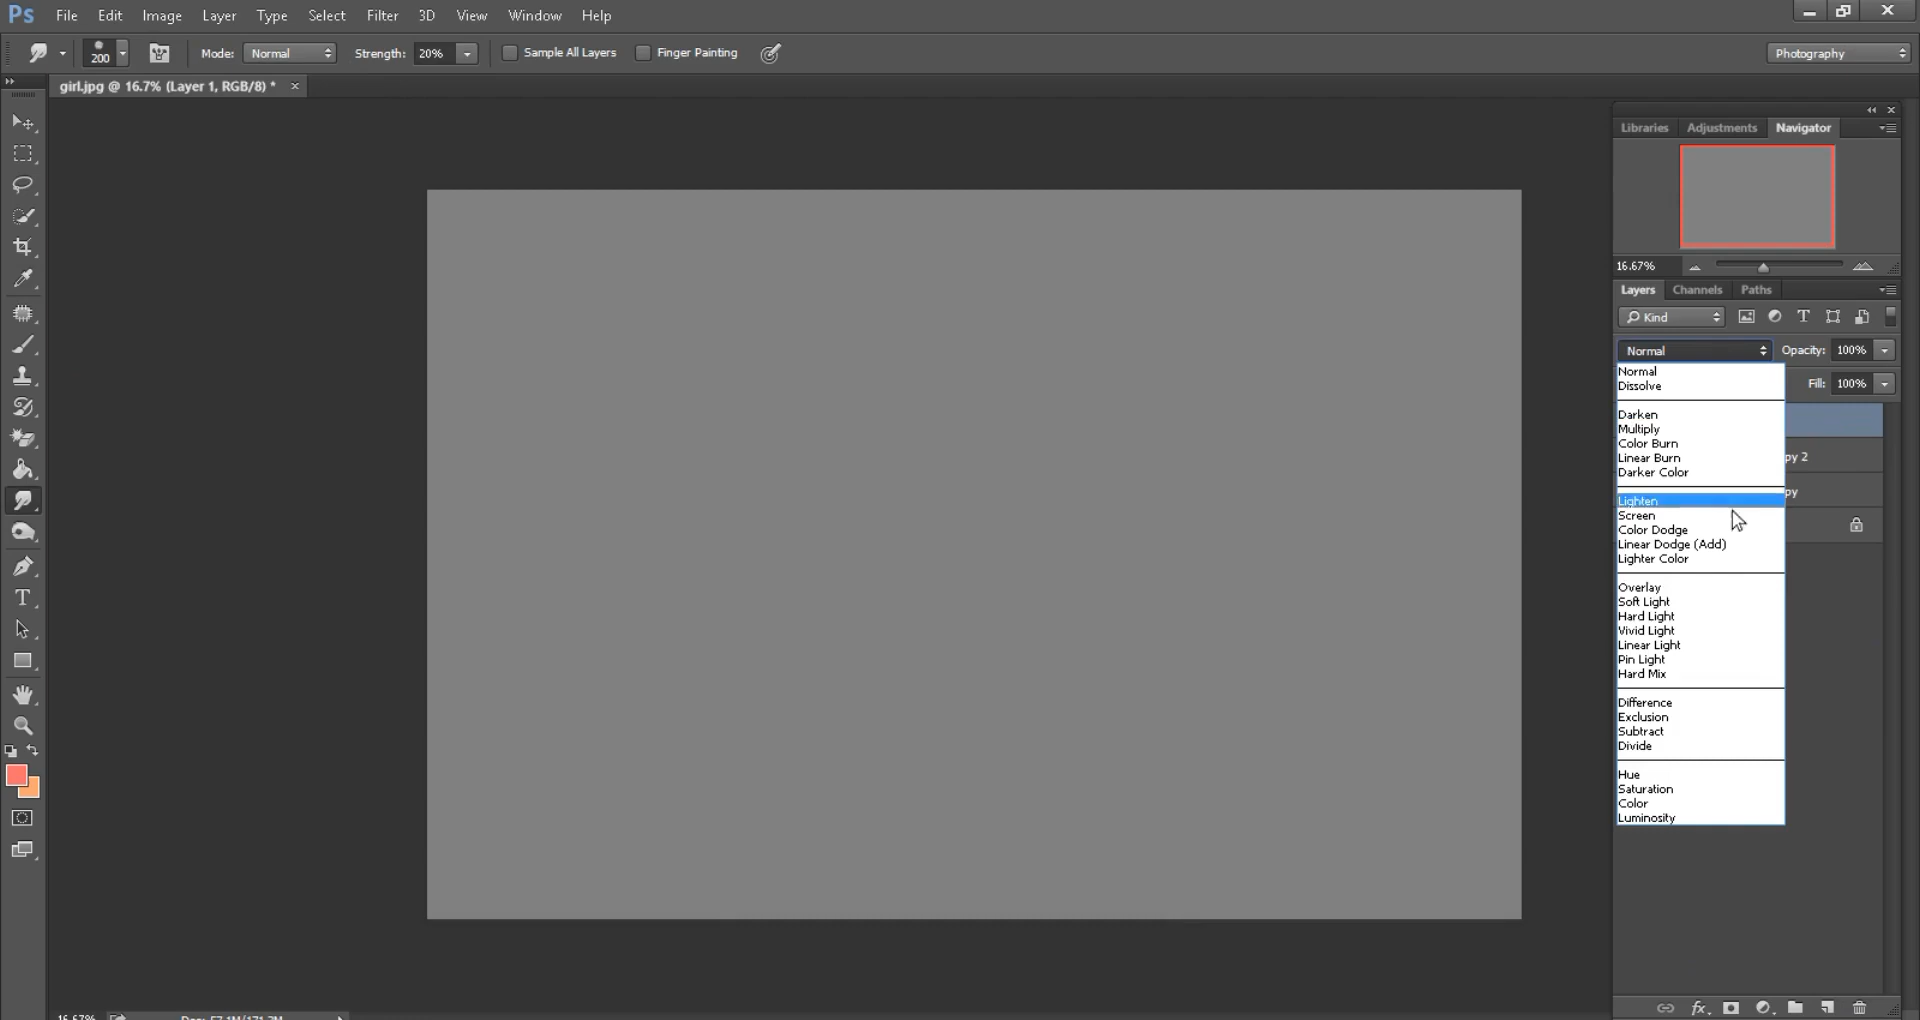 Ps File Edit Image Layer Type Select Filter 3D View Window Help
200 Mode: Normal Strength: 20% Sample All Layers Finger Painting Photography
girl.jpg @ 16.7% (Layer 1, RGB/8) * ×
Libraries Adjustments Navigator
16.67%
Layers Channels Paths
Kind
Normal Opacity: 100%
Fill: 100%
Normal
Dissolve
Darken
Multiply
Color Burn
Linear Burn
Darker Color
Lighten
Screen
Color Dodge
Linear Dodge (Add)
Lighter Color
Overlay
Soft Light
Hard Light
Vivid Light
Linear Light
Pin Light
Hard Mix
Difference
Exclusion
Subtract
Divide
Hue
Saturation
Color
Luminosity
py 2
py
fx